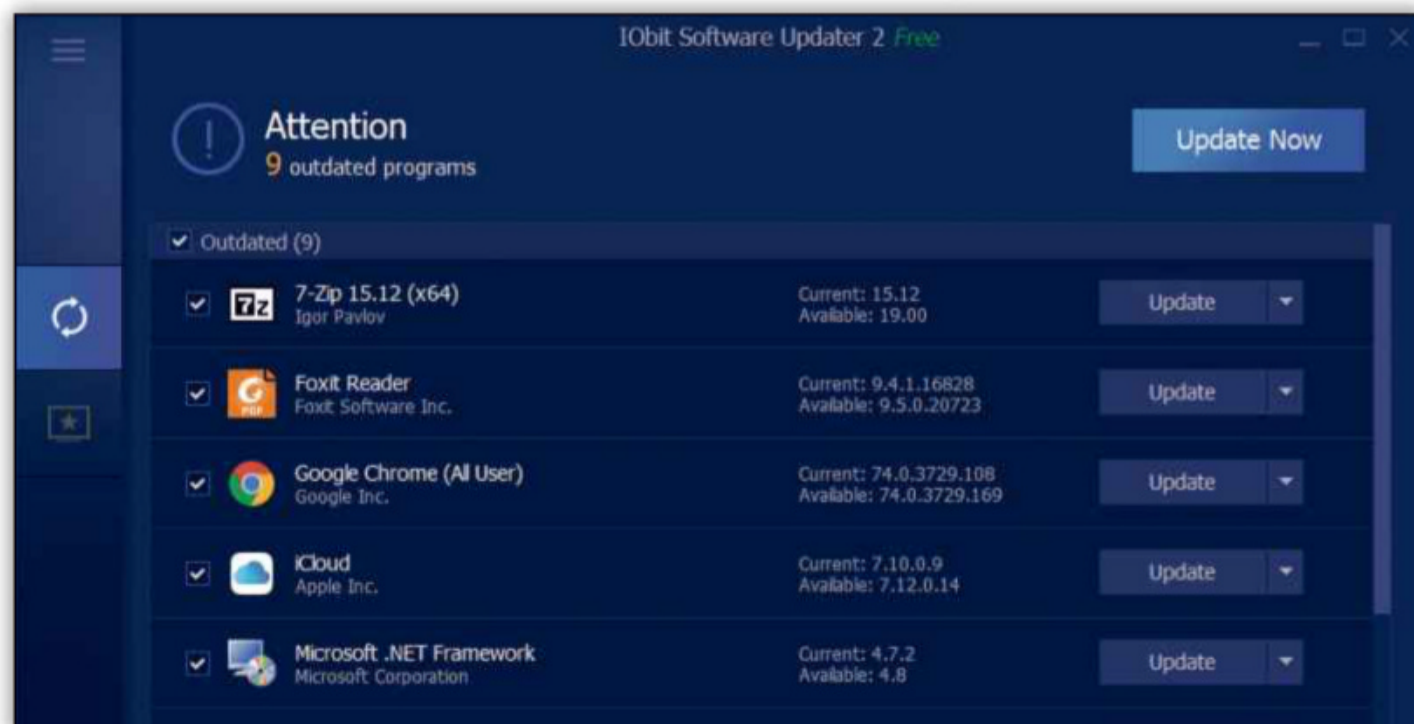 IObit Software Updater 2 Free
Attention
9 outdated programs
Update Now
Outdated (9)
7z
7-Zip 15.12 (x64)
Igor Pavlov
Current: 15.12
Available: 19.00
Update
G
PDF
Foxit Reader
Foxit Software Inc.
Current: 9.4.1.16828
Available: 9.5.0.20723
Update
Google Chrome (All User)
Google Inc.
Current: 74.0.3729.108
Available: 74.0.3729.169
Update
iCloud
Apple Inc.
Current: 7.10.0.9
Available: 7.12.0.14
Update
Microsoft .NET Framework
Microsoft Corporation
Current: 4.7.2
Available: 4.8
Update